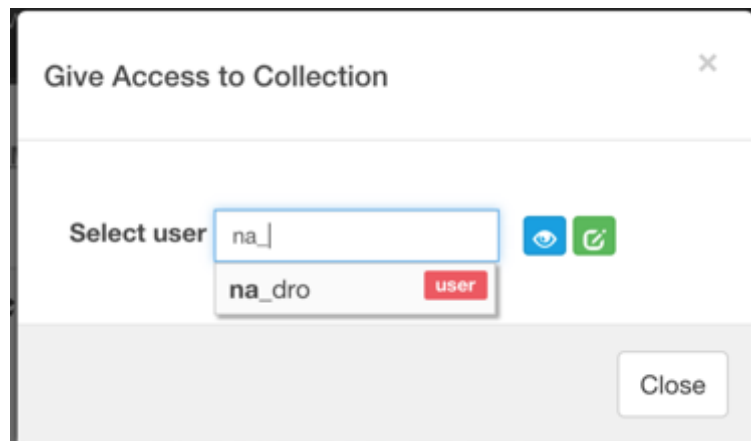 Give Access to Collection ×
Select user na_
na_dro user
Close